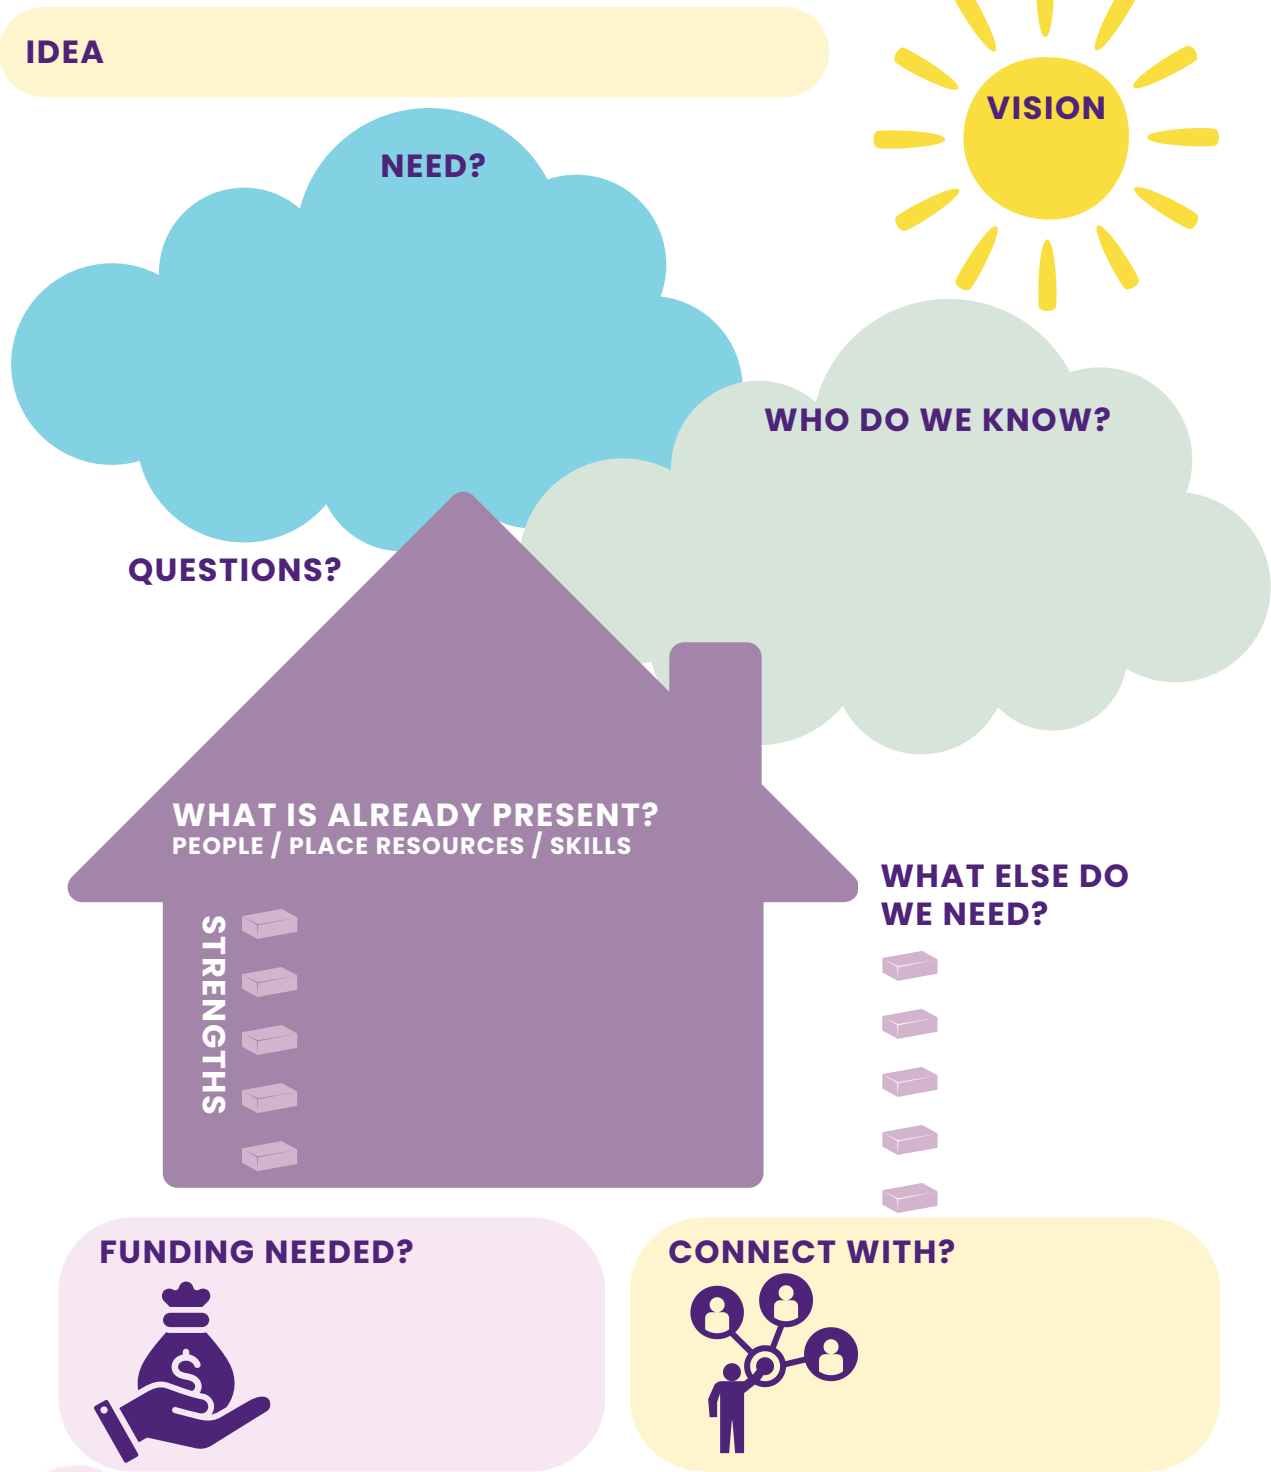 IDEA
VISION
NEED?
WHO DO WE KNOW?
QUESTIONS?
WHAT IS ALREADY PRESENT?
PEOPLE / PLACE RESOURCES / SKILLS
STRENGTHS
WHAT ELSE DO
WE NEED?
FUNDING NEEDED?
$
CONNECT WITH?